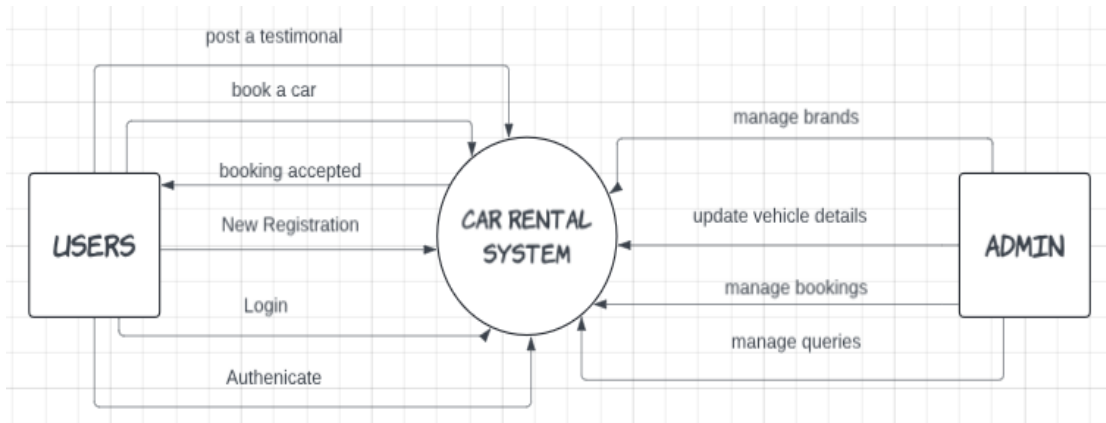 post a testimonal
book a car
manage brands
booking accepted
New Registration
update vehicle details
USERS
CAR RENTAL
SYSTEM
ADMIN
manage bookings
Login
manage queries
Authenicate